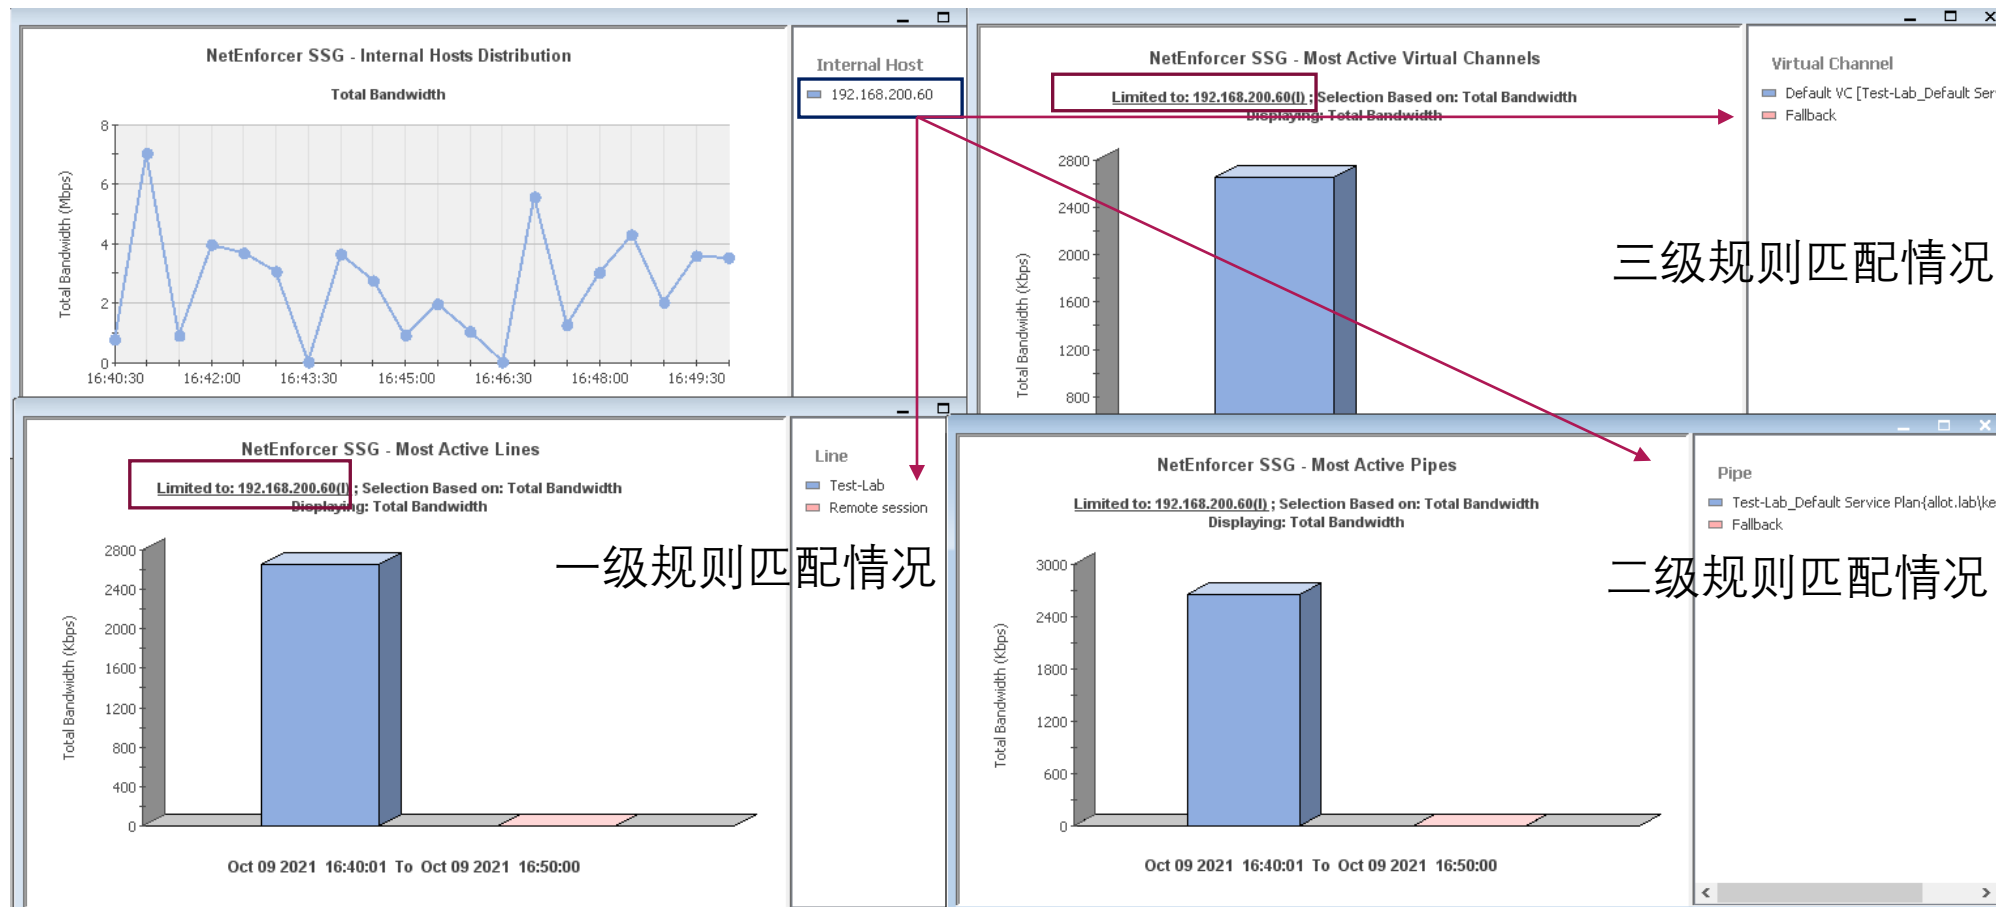 NetEnforcer SSG - Internal Hosts Distribution
Total Bandwidth
Total Bandwidth (Mbps)
8
6
4
2
0
16:40:30 16:42:00 16:43:30 16:45:00 16:46:30 16:48:00 16:49:30
Internal Host
192.168.200.60
NetEnforcer SSG - Most Active Virtual Channels
Limited to: 192.168.200.60(I) ; Selection Based on: Total Bandwidth
Displaying: Total Bandwidth
Total Bandwidth (Kbps)
2800
2400
2000
1600
1200
800
Virtual Channel
Default VC [Test-Lab_Default Ser
Fallback
三级规则匹配情况
NetEnforcer SSG - Most Active Lines
Limited to: 192.168.200.60(I) ; Selection Based on: Total Bandwidth
Displaying: Total Bandwidth
Total Bandwidth (Kbps)
2800
2400
2000
1600
1200
800
400
0
Oct 09 2021 16:40:01 To Oct 09 2021 16:50:00
Line
Test-Lab
Remote session
一级规则匹配情况
NetEnforcer SSG - Most Active Pipes
Limited to: 192.168.200.60(I) ; Selection Based on: Total Bandwidth
Displaying: Total Bandwidth
Total Bandwidth (Kbps)
3000
2400
1800
1200
600
0
Oct 09 2021 16:40:01 To Oct 09 2021 16:50:00
Pipe
Test-Lab_Default Service Plan{allot.lab\ke
Fallback
二级规则匹配情况